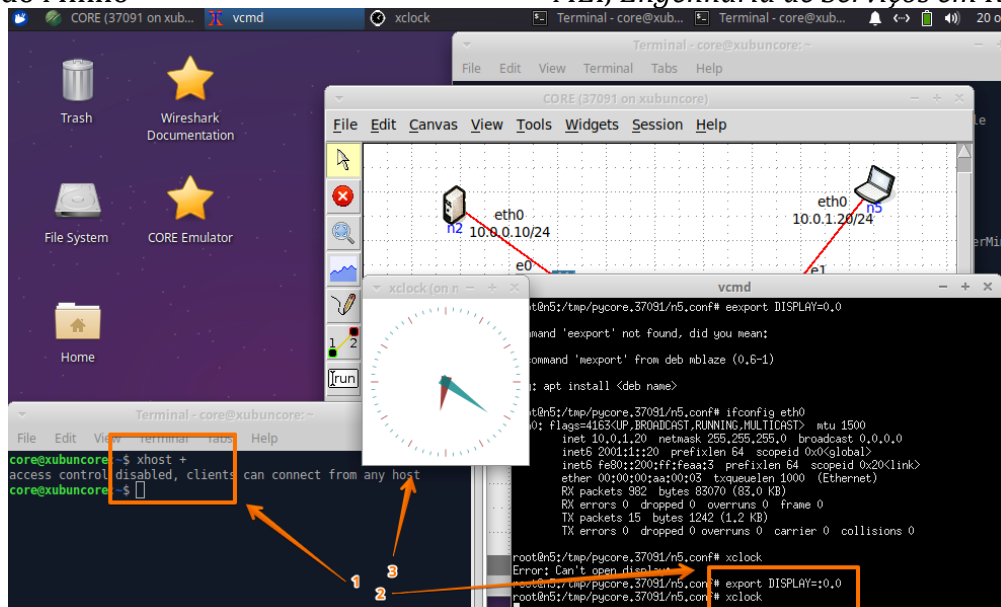 CORE (37091 on xub... vcmd xclock Terminal - core@xub... Terminal - core@xub... 20 o
Terminal - core@xubuncore: ~
File Edit View Terminal Tabs Help
Trash
Wireshark
Documentation
File System
CORE Emulator
Home
CORE (37091 on xubuncore)
File Edit Canvas View Tools Widgets Session Help
eth0
n2 10.0.0.10/24
eth0
n5
10.0.1.20/24
e0
e1
1 2
run
xclock (on n
vcmd
root@n5:/tmp/pycore.37091/n5.conf# eexport DISPLAY=0.0
mand 'eexport' not found, did you mean:
command 'mexport' from deb mblaze (0.6-1)
: apt install <deb name>
t@n5:/tmp/pycore.37091/n5.conf# ifconfig eth0
0: flags=4163<UP,BROADCAST,RUNNING,MULTICAST> mtu 1500
inet 10.0.1.20 netmask 255.255.255.0 broadcast 0.0.0.0
inet6 2001:1::20 prefixlen 64 scopeid 0x0<global>
inet6 fe80::200:ff:feaa:3 prefixlen 64 scopeid 0x20<link>
ether 00:00:00:aa:00:03 txqueuelen 1000 (Ethernet)
RX packets 982 bytes 83070 (83.0 KB)
RX errors 0 dropped 0 overruns 0 frame 0
TX packets 15 bytes 1242 (1.2 KB)
TX errors 0 dropped 0 overruns 0 carrier 0 collisions 0
root@n5:/tmp/pycore.37091/n5.conf# xclock
Error: Can't open display:
root@n5:/tmp/pycore.37091/n5.conf# export DISPLAY=:0.0
root@n5:/tmp/pycore.37091/n5.conf# xclock
Terminal - core@xubuncore: ~
File Edit View Terminal Tabs Help
core@xubuncore:~$ xhost +
access control disabled, clients can connect from any host
core@xubuncore:~$
1
2
3